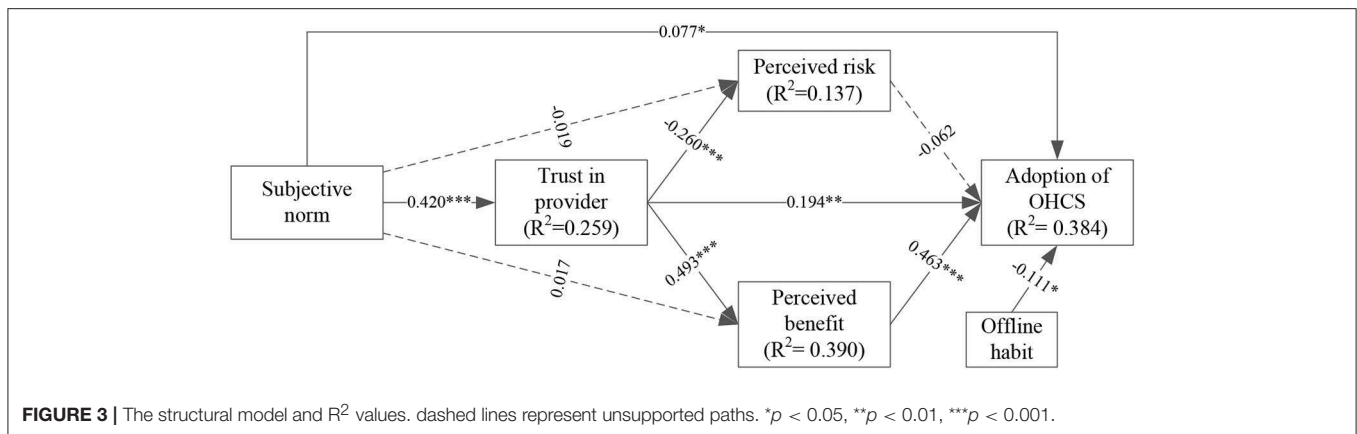 0.077*
Perceived risk
(R²=0.137)
-0.019
-0.260***
-0.062
Subjective
norm
0.420***
Trust in
provider
(R²=0.259)
0.194**
Adoption of
OHCS
(R²= 0.384)
0.017
0.493***
0.463***
-0.111*
Perceived
benefit
(R²= 0.390)
Offline
habit
FIGURE 3 | The structural model and R² values. dashed lines represent unsupported paths. *p < 0.05, **p < 0.01, ***p < 0.001.